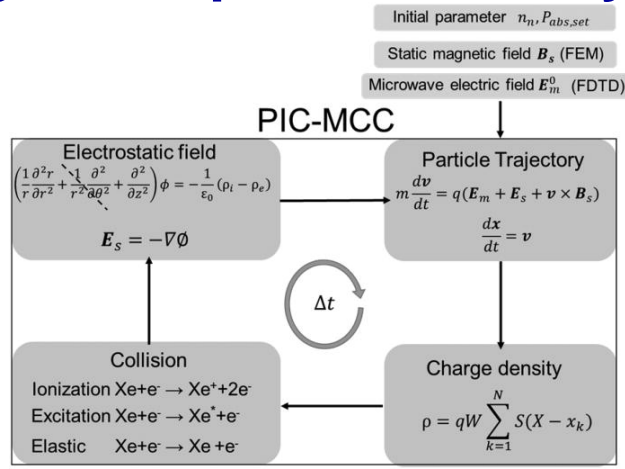 Initial parameter n_n, P_{abs,set}
Static magnetic field B_s (FEM)
Microwave electric field E_m^0 (FDTD)
PIC-MCC
Electrostatic field
(1/r ∂²r/∂r² + 1/r² ∂²/∂θ² + ∂²/∂z²)ϕ = −1/ε₀ (ρ_i − ρ_e)
E_s = −∇Ø
Particle Trajectory
m dv/dt = q(E_m + E_s + v × B_s)
dx/dt = v
Δt
Collision
Ionization Xe+e⁻ → Xe⁺+2e⁻
Excitation Xe+e⁻ → Xe*+e⁻
Elastic Xe+e⁻ → Xe +e⁻
Charge density
ρ = qW ∑_{k=1}^{N} S(X − x_k)